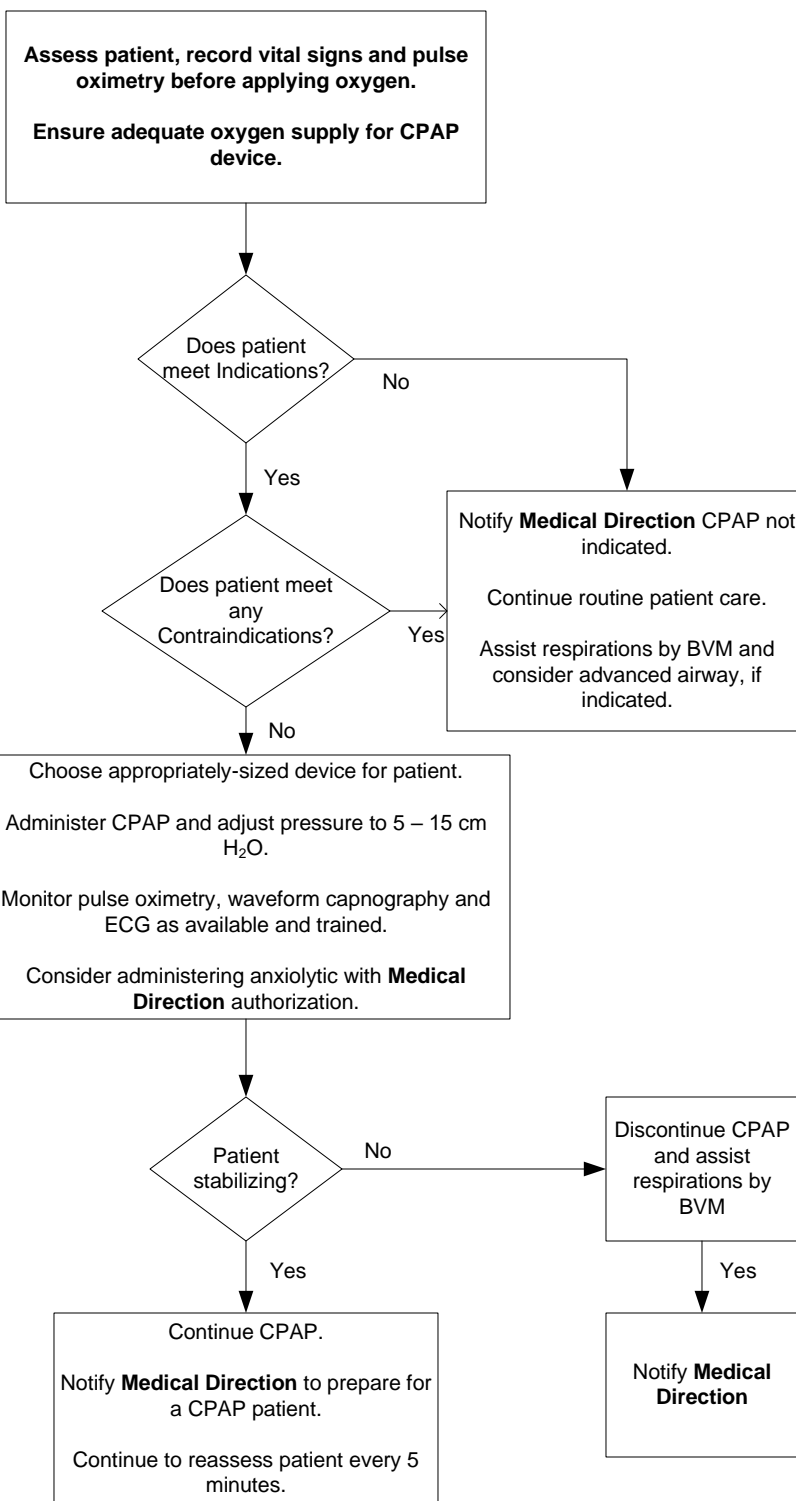 Assess patient, record vital signs and pulse
oximetry before applying oxygen.
Ensure adequate oxygen supply for CPAP
device.
Does patient
meet Indications?
No
Yes
Notify Medical Direction CPAP not
indicated.
Continue routine patient care.
Assist respirations by BVM and
consider advanced airway, if
indicated.
Does patient meet
any
Contraindications?
Yes
No
Choose appropriately-sized device for patient.
Administer CPAP and adjust pressure to 5 – 15 cm
H₂O.
Monitor pulse oximetry, waveform capnography and
ECG as available and trained.
Consider administering anxiolytic with Medical
Direction authorization.
Patient
stabilizing?
No
Discontinue CPAP
and assist
respirations by
BVM
Yes
Yes
Continue CPAP.
Notify Medical Direction to prepare for
a CPAP patient.
Continue to reassess patient every 5
minutes.
Notify Medical
Direction